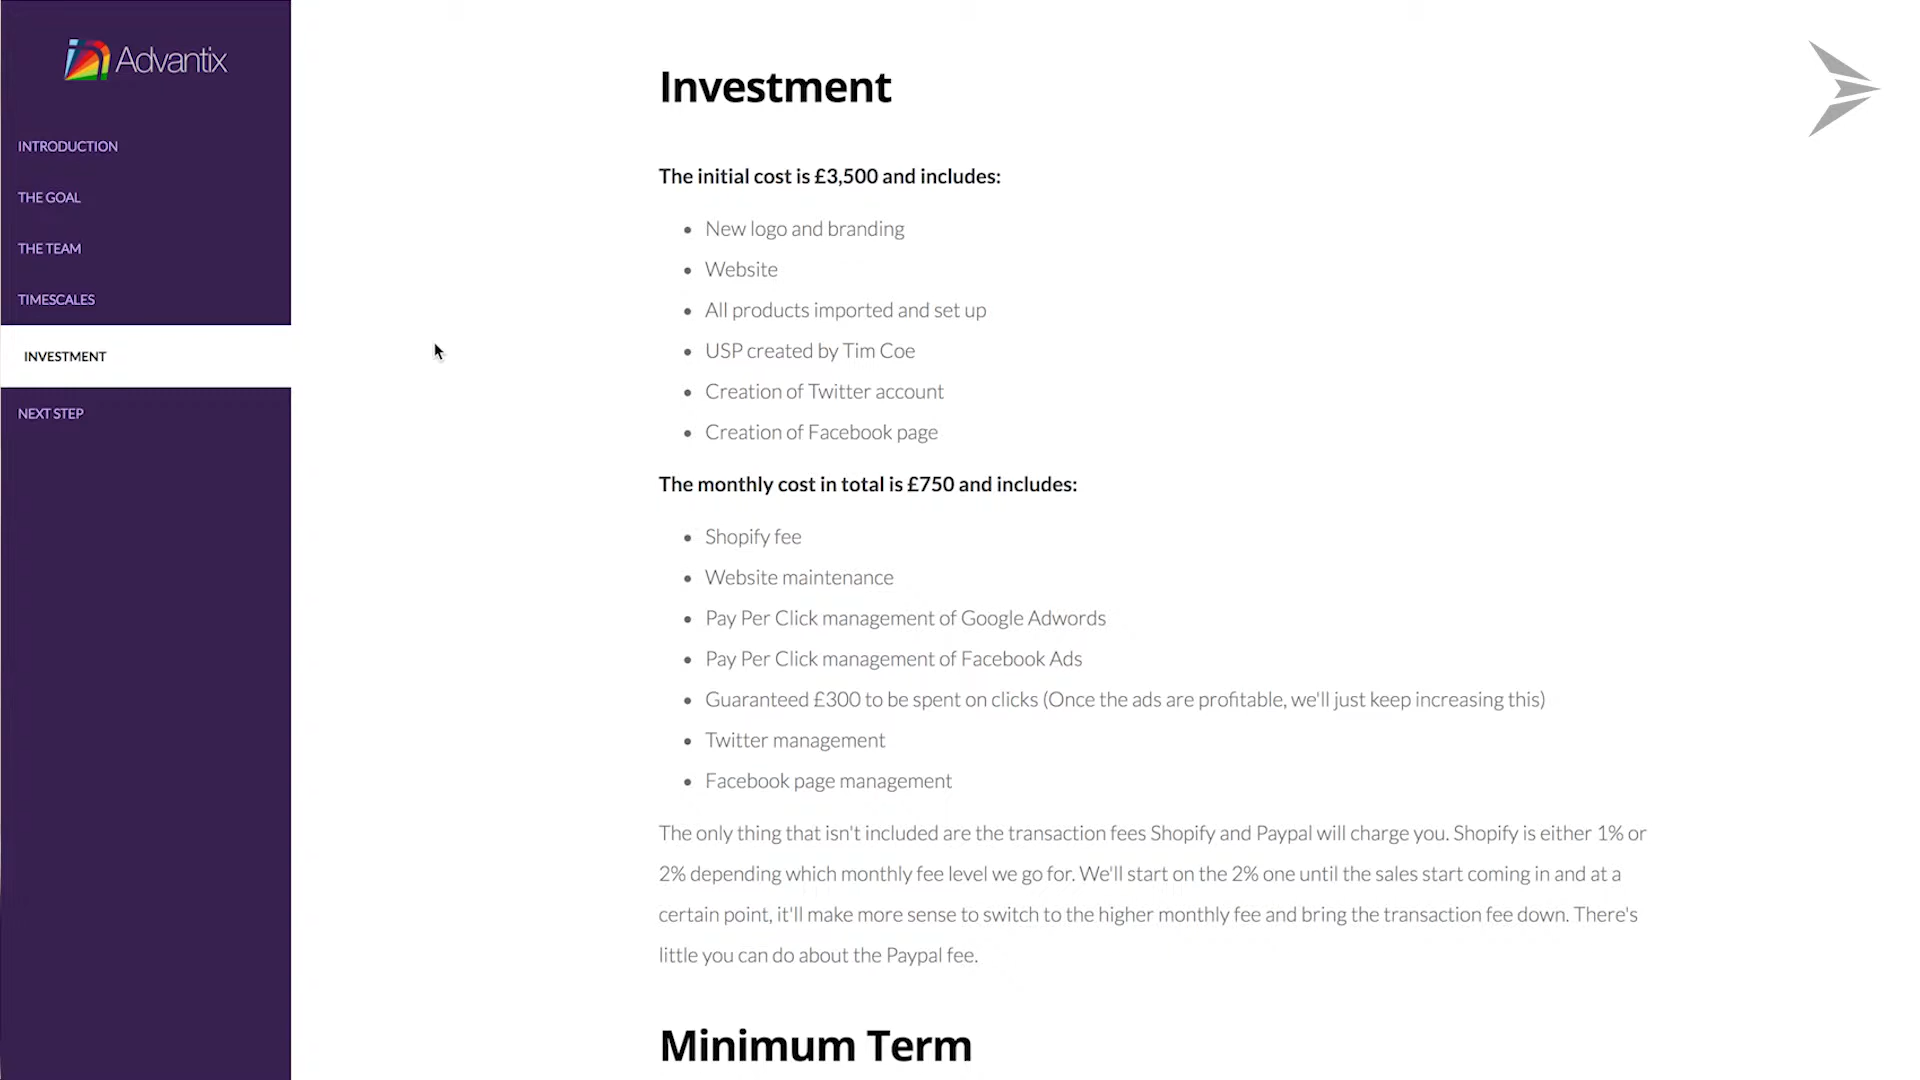 Advantix
INTRODUCTION
THE GOAL
THE TEAM
TIMESCALES
INVESTMENT
NEXT STEP
Investment
The initial cost is £3,500 and includes:
New logo and branding
Website
All products imported and set up
USP created by Tim Coe
Creation of Twitter account
Creation of Facebook page
The monthly cost in total is £750 and includes:
Shopify fee
Website maintenance
Pay Per Click management of Google Adwords
Pay Per Click management of Facebook Ads
Guaranteed £300 to be spent on clicks (Once the ads are profitable, we'll just keep increasing this)
Twitter management
Facebook page management
The only thing that isn't included are the transaction fees Shopify and Paypal will charge you. Shopify is either 1% or
2% depending which monthly fee level we go for. We'll start on the 2% one until the sales start coming in and at a
certain point, it'll make more sense to switch to the higher monthly fee and bring the transaction fee down. There's
little you can do about the Paypal fee.
Minimum Term